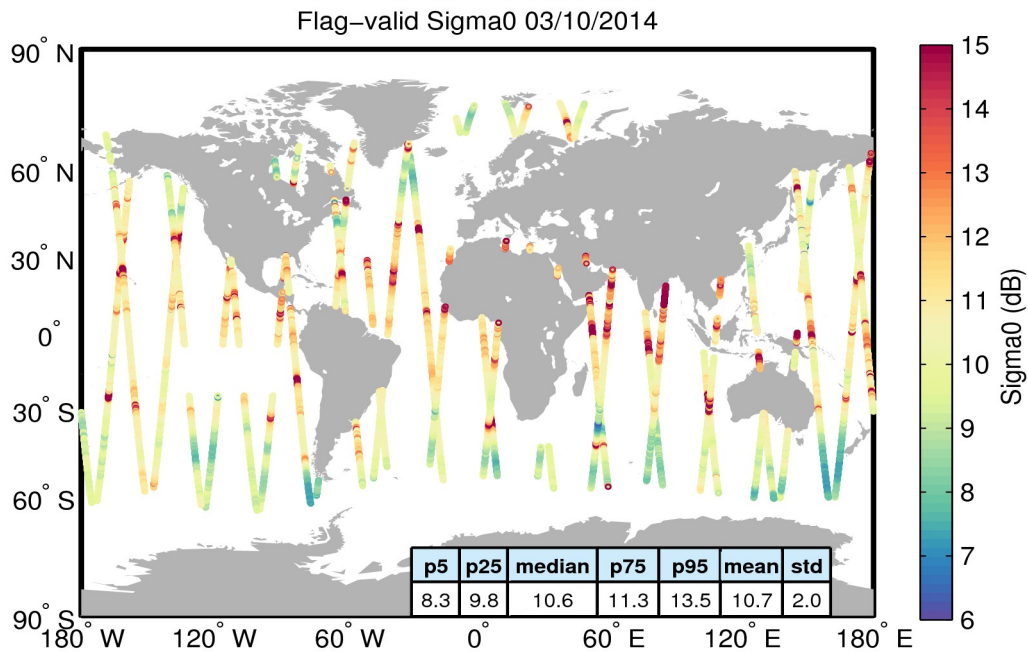 Flag−valid Sigma0 03/10/2014
90° N
60° N
30° N
0°
30° S
60° S
90° S
180° W
120° W
60° W
0°
60° E
120° E
180° E
p5 p25 median p75 p95 mean std
8.3 9.8 10.6 11.3 13.5 10.7 2.0
15
14
13
12
11
10
9
8
7
6
Sigma0 (dB)